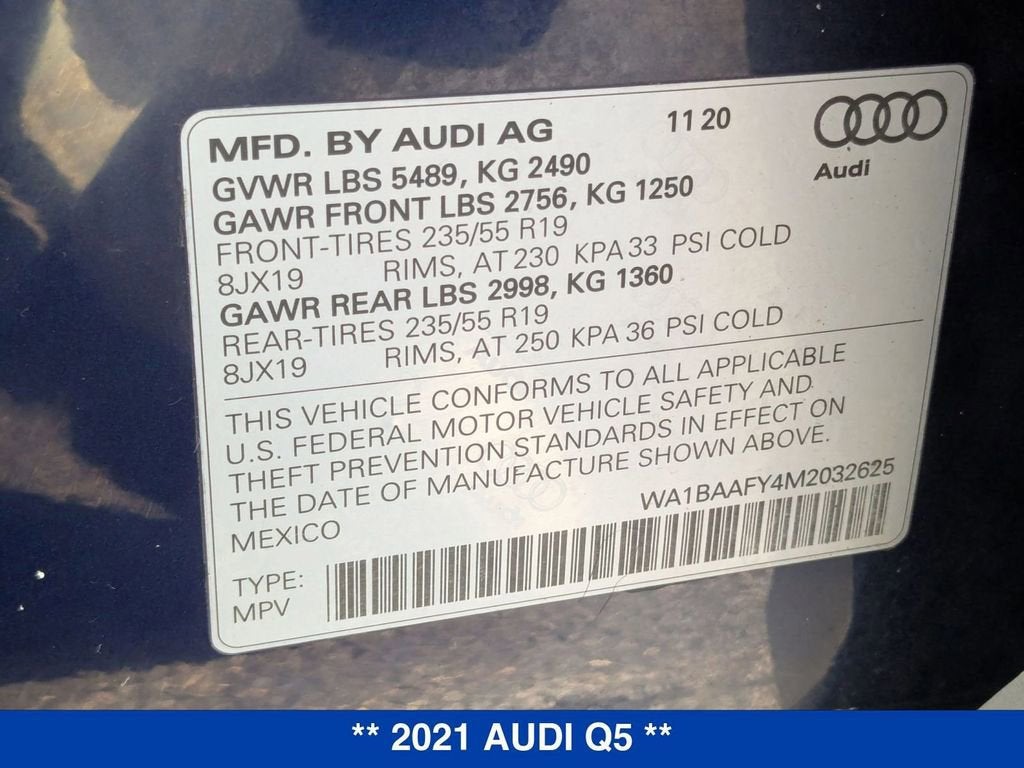 MFD. BY AUDI AG 11 20
Audi
GVWR LBS 5489, KG 2490
GAWR FRONT LBS 2756, KG 1250
FRONT-TIRES 235/55 R19
8JX19 RIMS, AT 230 KPA 33 PSI COLD
GAWR REAR LBS 2998, KG 1360
REAR-TIRES 235/55 R19
8JX19 RIMS, AT 250 KPA 36 PSI COLD
THIS VEHICLE CONFORMS TO ALL APPLICABLE
U.S. FEDERAL MOTOR VEHICLE SAFETY AND
THEFT PREVENTION STANDARDS IN EFFECT ON
THE DATE OF MANUFACTURE SHOWN ABOVE.
MEXICO WA1BAAFY4M2032625
TYPE:
MPV
** 2021 AUDI Q5 **